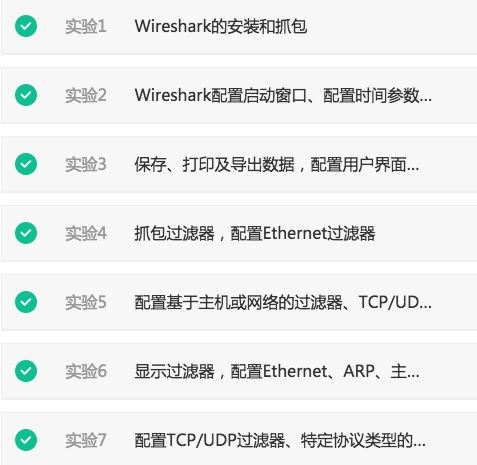 实验1 Wireshark的安装和抓包
实验2 Wireshark配置启动窗口、配置时间参数...
实验3 保存、打印及导出数据，配置用户界面...
实验4 抓包过滤器，配置Ethernet过滤器
实验5 配置基于主机或网络的过滤器、TCP/UD...
实验6 显示过滤器，配置Ethernet、ARP、主...
实验7 配置TCP/UDP过滤器、特定协议类型的...